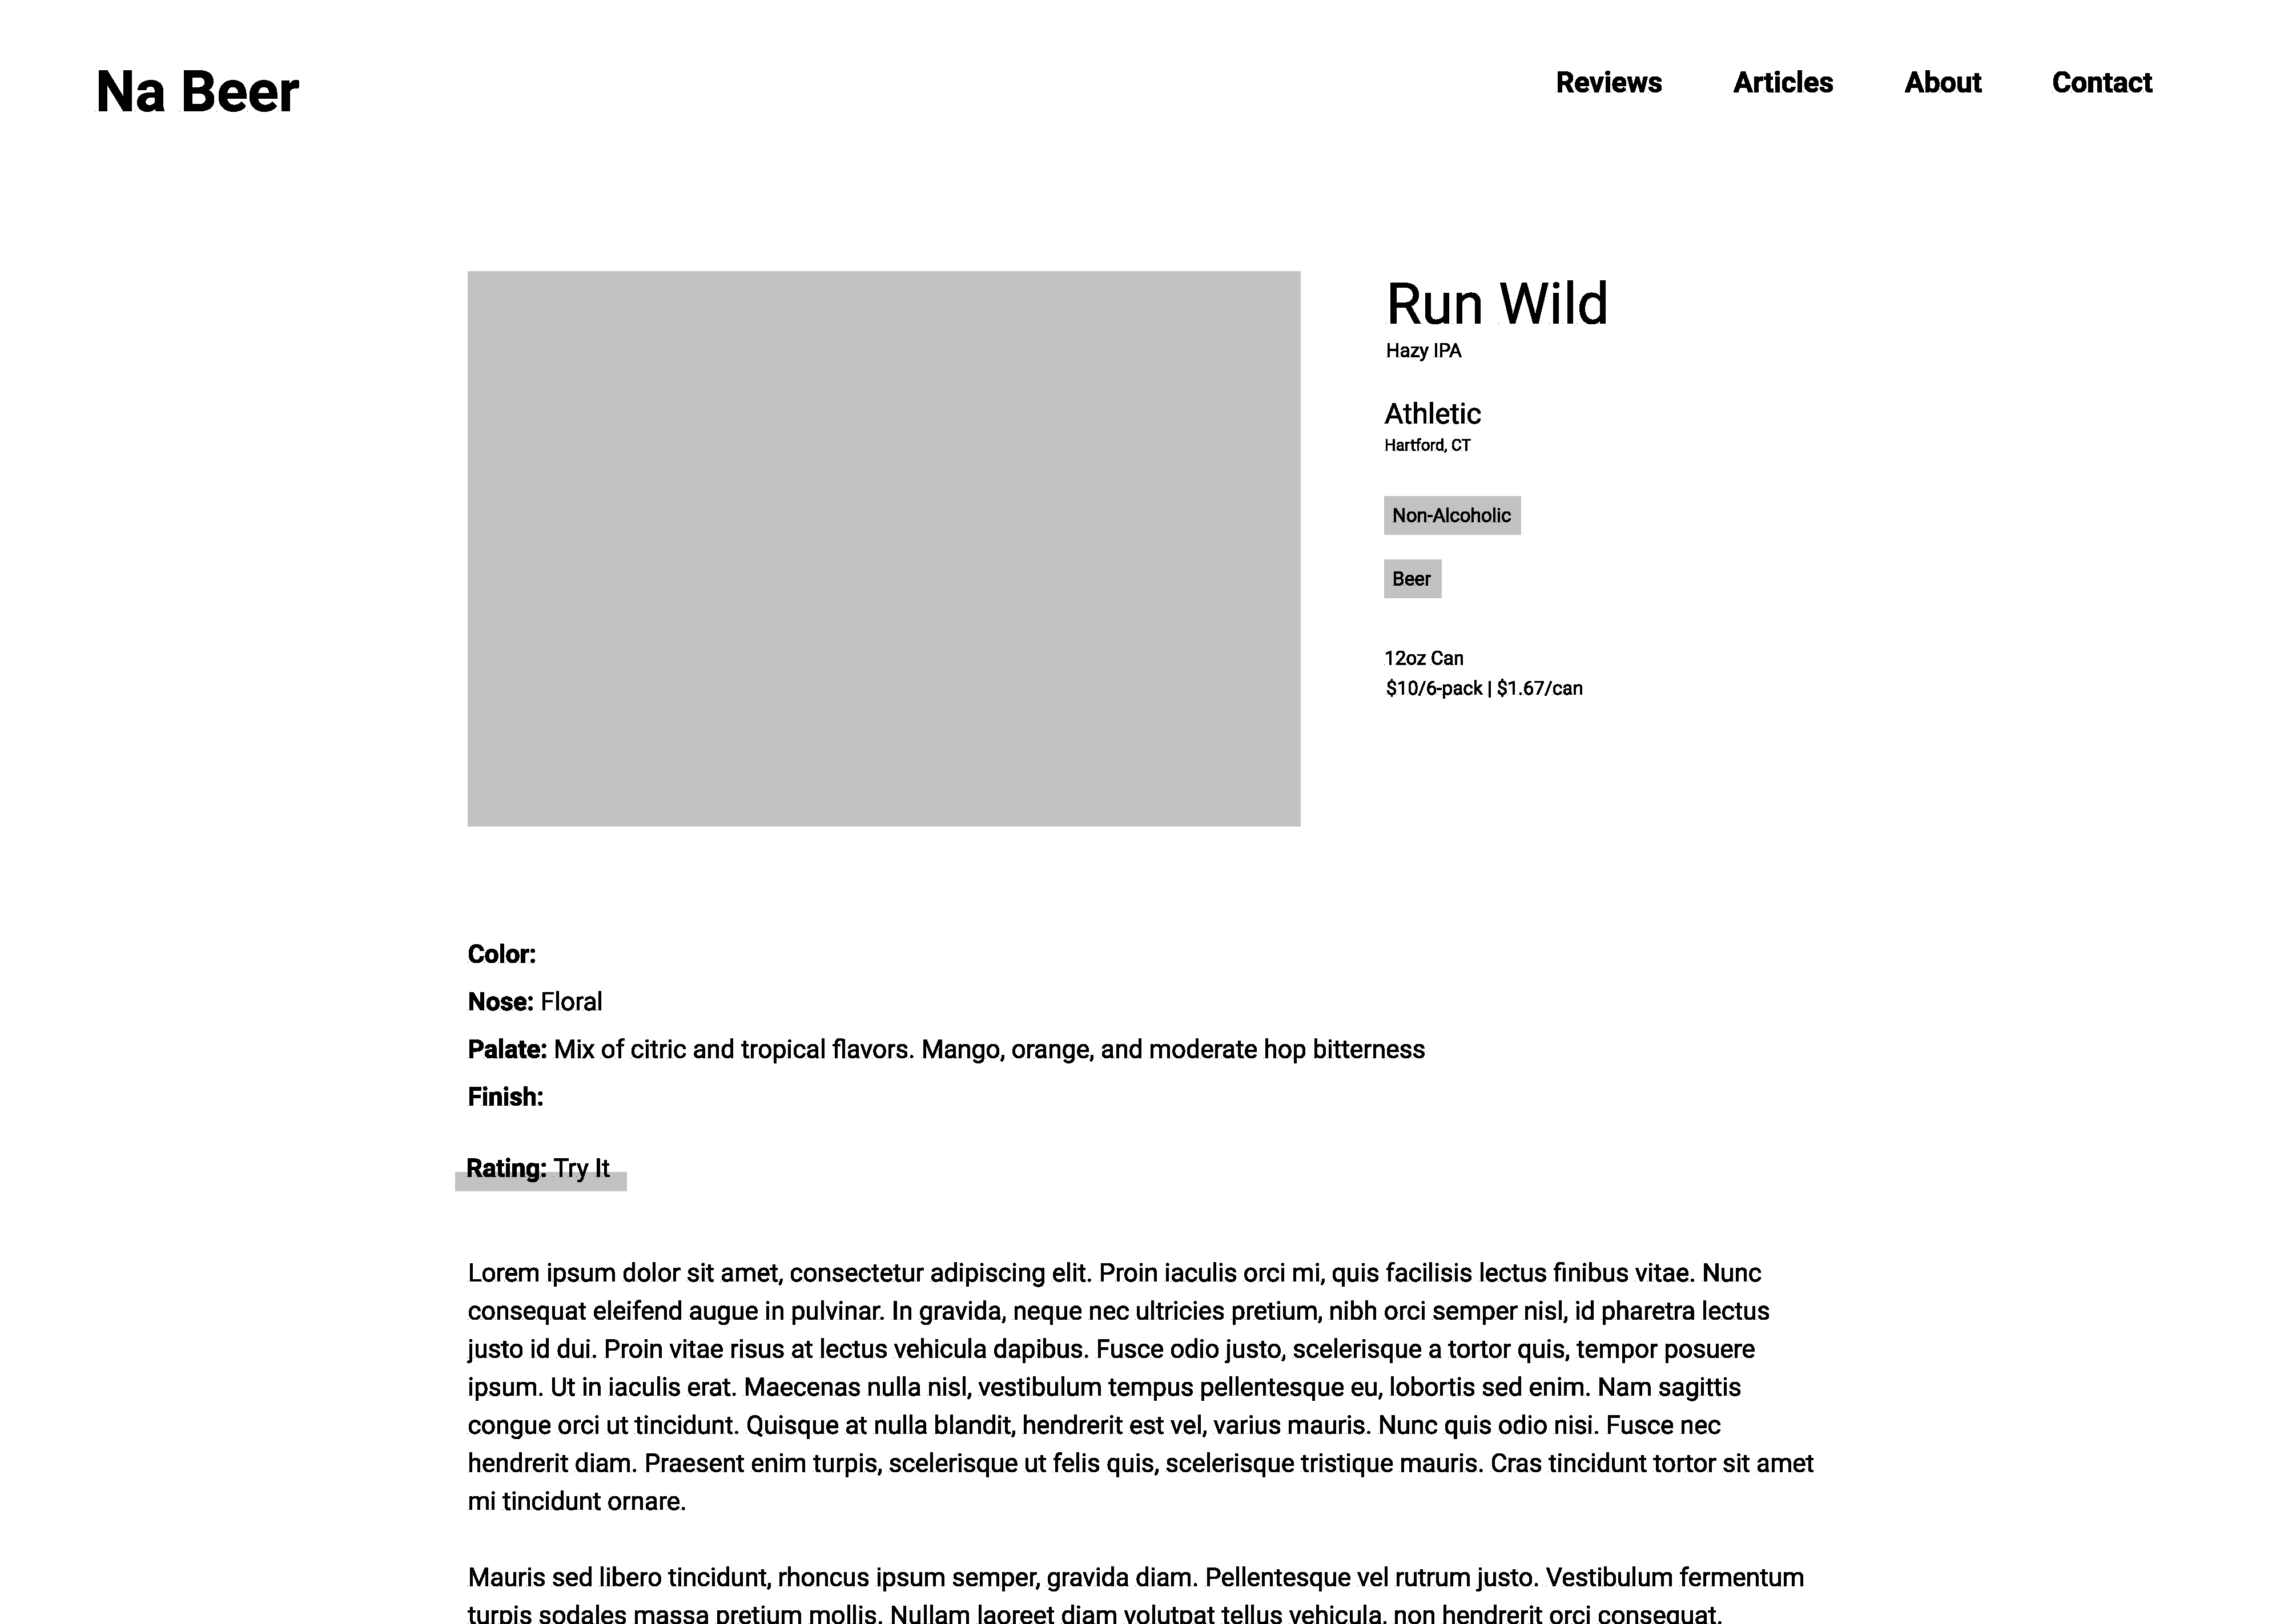 Na Beer
Reviews
Articles
About
Contact
Run Wild
Hazy IPA
Athletic
Hartford, CT
Non-Alcoholic
Beer
12oz Can
$10/6-pack | $1.67/can
Color:
Nose: Floral
Palate: Mix of citric and tropical flavors. Mango, orange, and moderate hop bitterness
Finish:
Rating: Try It
Lorem ipsum dolor sit amet, consectetur adipiscing elit. Proin iaculis orci mi, quis facilisis lectus finibus vitae. Nunc
consequat eleifend augue in pulvinar. In gravida, neque nec ultricies pretium, nibh orci semper nisl, id pharetra lectus
justo id dui. Proin vitae risus at lectus vehicula dapibus. Fusce odio justo, scelerisque a tortor quis, tempor posuere
ipsum. Ut in iaculis erat. Maecenas nulla nisl, vestibulum tempus pellentesque eu, lobortis sed enim. Nam sagittis
congue orci ut tincidunt. Quisque at nulla blandit, hendrerit est vel, varius mauris. Nunc quis odio nisi. Fusce nec
hendrerit diam. Praesent enim turpis, scelerisque ut felis quis, scelerisque tristique mauris. Cras tincidunt tortor sit amet
mi tincidunt ornare.
Mauris sed libero tincidunt, rhoncus ipsum semper, gravida diam. Pellentesque vel rutrum justo. Vestibulum fermentum
turpis sodales massa pretium mollis. Nullam laoreet diam volutpat tellus vehicula, non hendrerit orci consequat.